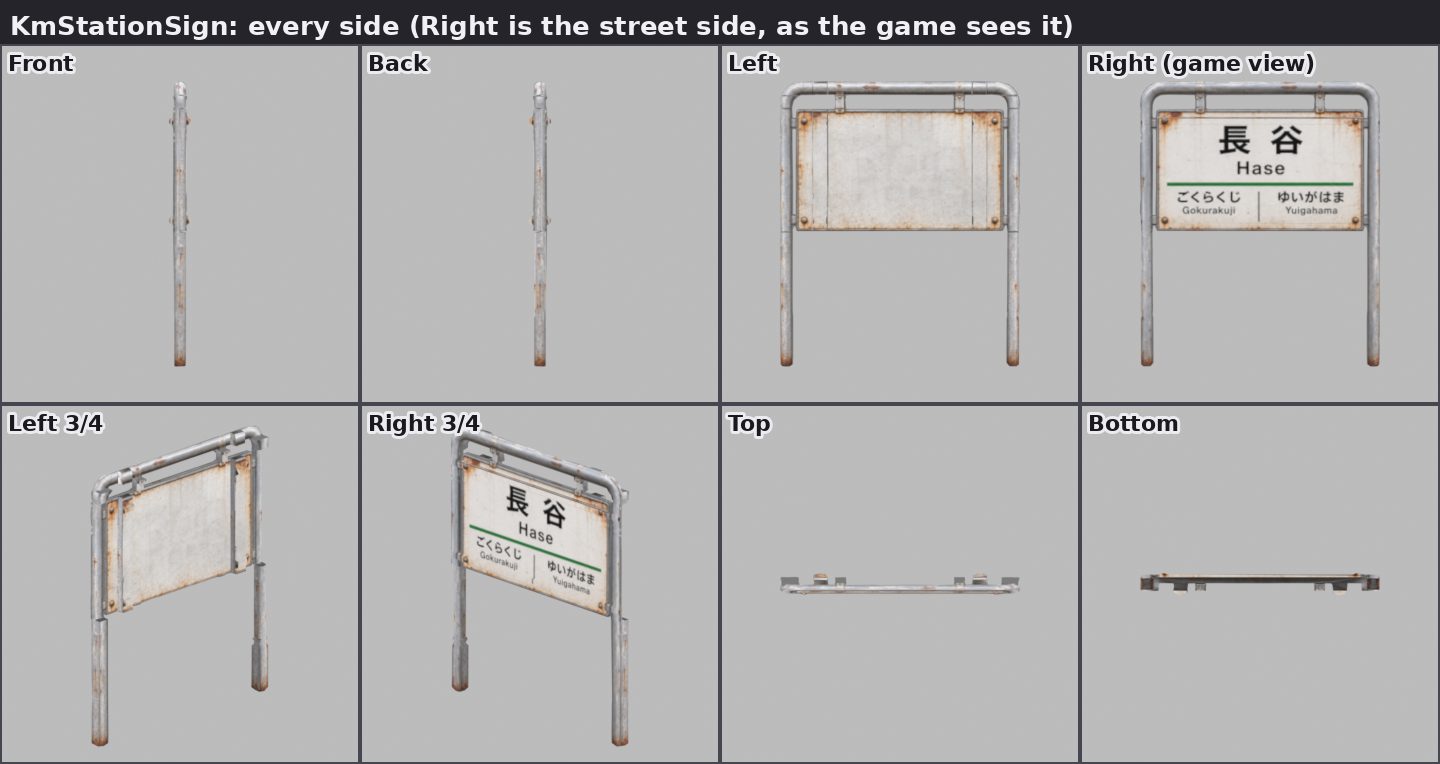 KmStationSign: every side (Right is the street side, as the game sees it)
Front
Back
Left
Right (game view)
長谷
Hase
ごくらくじ ゆいがはま
Gokurakuji Yuigahama
Left 3/4
Right 3/4
長谷
Hase
ごくらくじ ゆいがはま
Gokurakuji Yuigahama
Top
Bottom